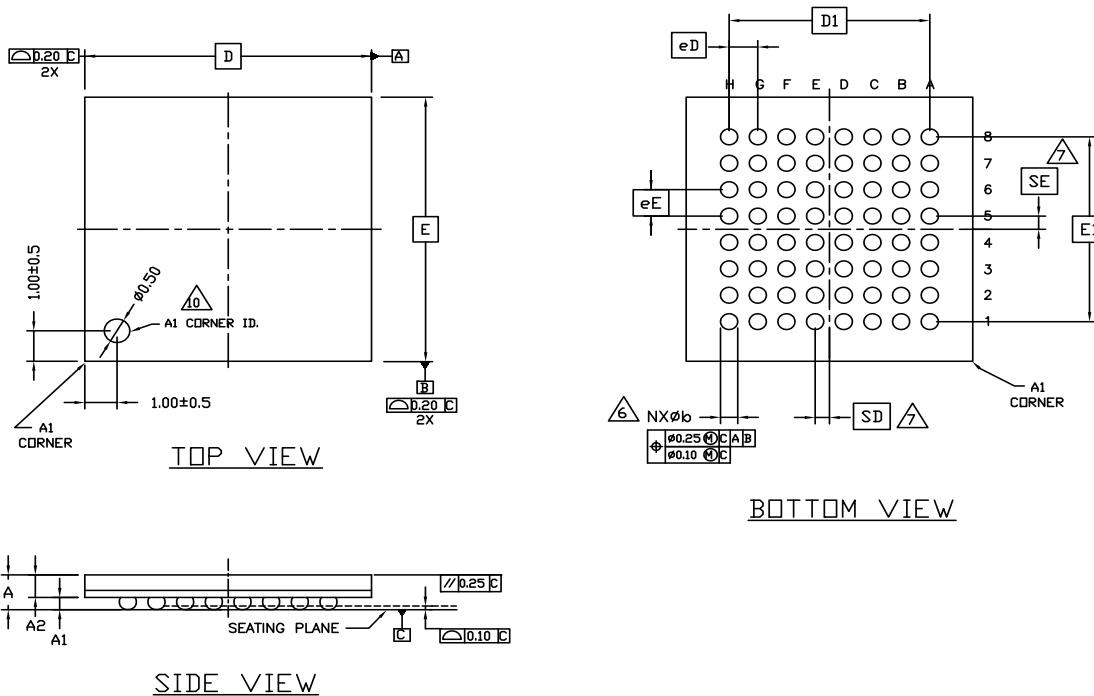 ⌓ 0.20 C
2X
D
A
E
1.00±0.5
ø0.50
10
A1 CORNER ID.
B
⌓ 0.20 C
2X
1.00±0.5
A1
CORNER
TOP VIEW
D1
eD
H G F E D C B A
8
7
7
6
SE
eE
5
E1
4
3
2
1
A1
CORNER
6
NXøb
SD
7
⌖ ø0.25 Ⓜ C A B
ø0.10 Ⓜ C
BOTTOM VIEW
A
A2
A1
// 0.25 C
SEATING PLANE
C
⌓ 0.10 C
SIDE VIEW